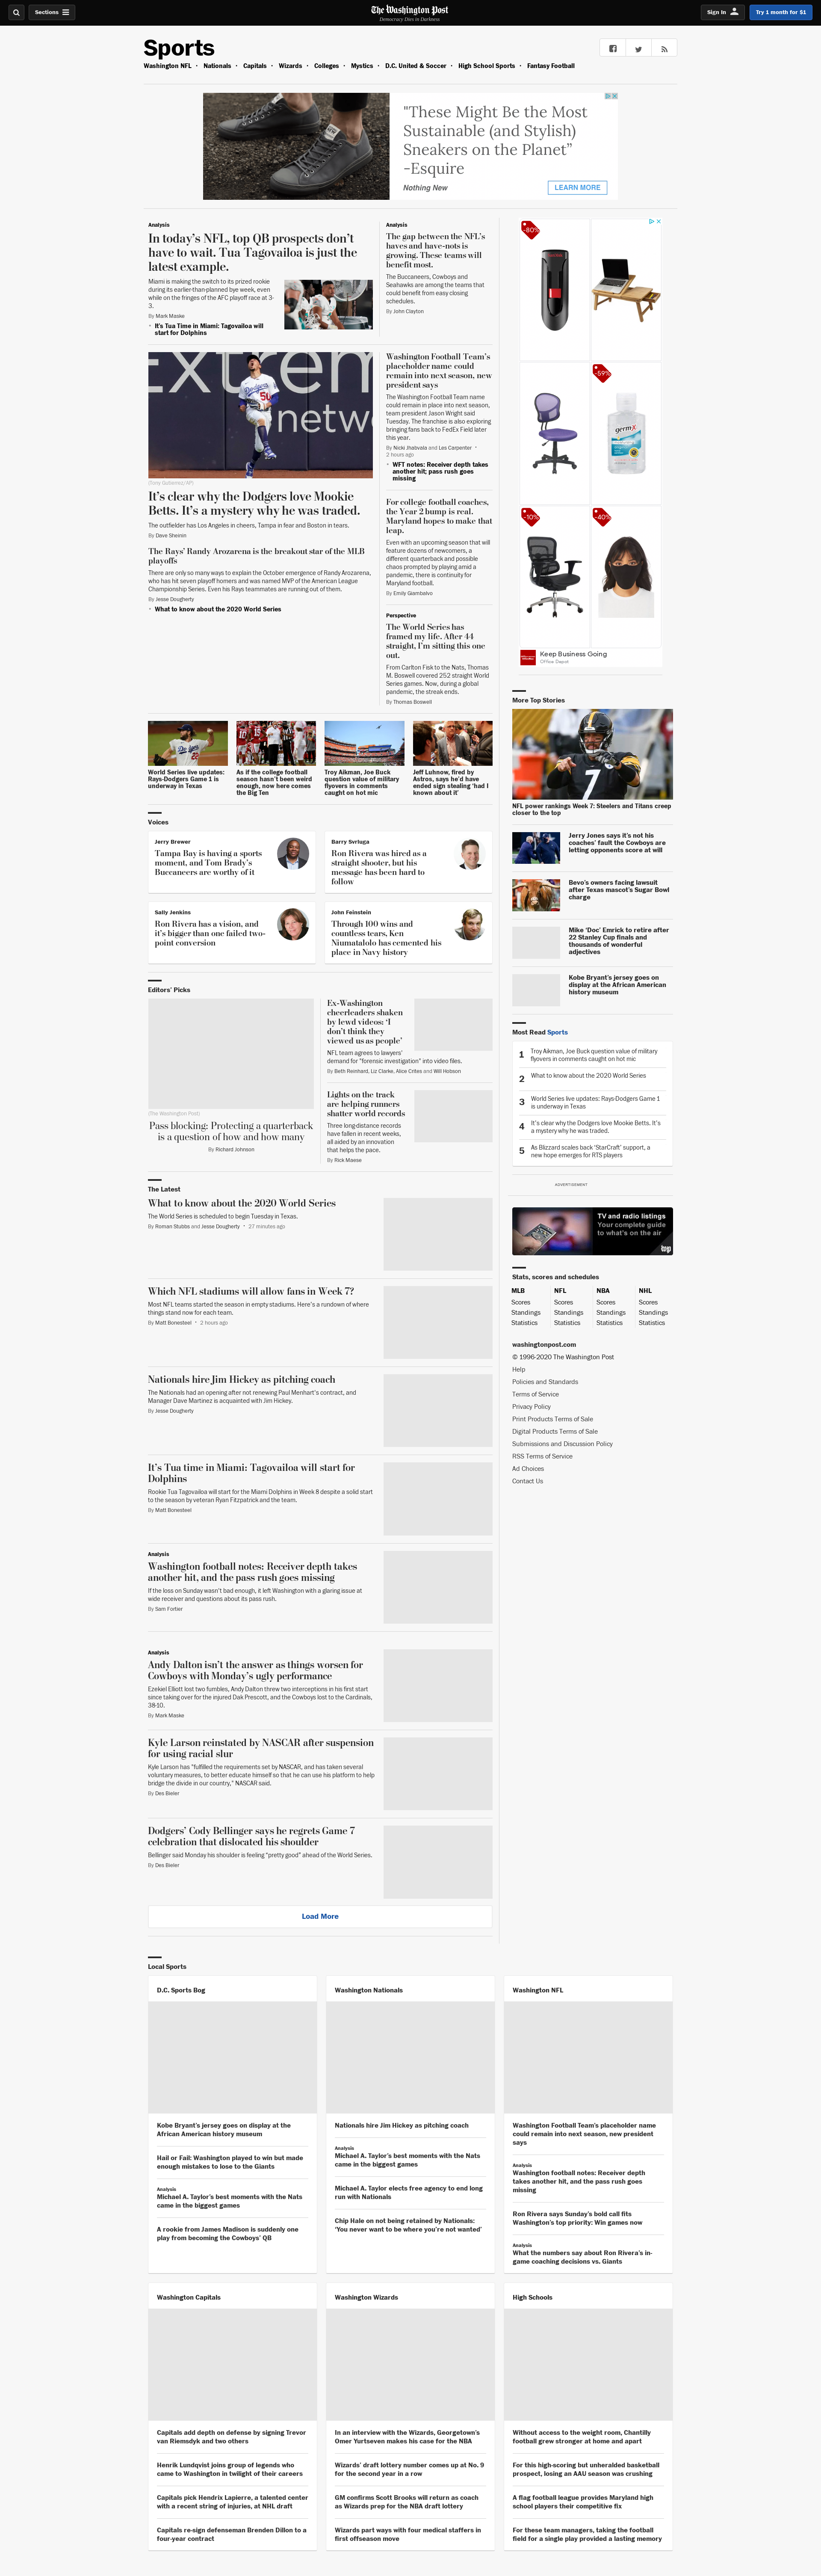 Sections
The Washington Post
Democracy Dies in Darkness
Sign In
Try 1 month for $1
Sports
Washington NFL • Nationals • Capitals • Wizards • Colleges • Mystics • D.C. United & Soccer • High School Sports • Fantasy Football
"These Might Be the Most
Sustainable (and Stylish)
Sneakers on the Planet”
-Esquire
Nothing New
LEARN MORE
Analysis
In today’s NFL, top QB prospects don’t
have to wait. Tua Tagovailoa is just the
latest example.
Miami is making the switch to its prized rookie
during its earlier-than-planned bye week, even
while on the fringes of the AFC playoff race at 3-
3.
By Mark Maske
• It’s Tua Time in Miami: Tagovailoa will
start for Dolphins
Analysis
The gap between the NFL’s
haves and have-nots is
growing. These teams will
benefit most.
The Buccaneers, Cowboys and
Seahawks are among the teams that
could benefit from easy closing
schedules.
By John Clayton
Extrem
netwo
50
(Tony Gutierrez/AP)
It’s clear why the Dodgers love Mookie
Betts. It’s a mystery why he was traded.
The outfielder has Los Angeles in cheers, Tampa in fear and Boston in tears.
By Dave Sheinin
The Rays’ Randy Arozarena is the breakout star of the MLB
playoffs
There are only so many ways to explain the October emergence of Randy Arozarena,
who has hit seven playoff homers and was named MVP of the American League
Championship Series. Even his Rays teammates are running out of them.
By Jesse Dougherty
• What to know about the 2020 World Series
Washington Football Team’s
placeholder name could
remain into next season, new
president says
The Washington Football Team name
could remain in place into next season,
team president Jason Wright said
Tuesday. The franchise is also exploring
bringing fans back to FedEx Field later
this year.
By Nicki Jhabvala and Les Carpenter •
2 hours ago
• WFT notes: Receiver depth takes
another hit; pass rush goes
missing
For college football coaches,
the Year 2 bump is real.
Maryland hopes to make that
leap.
Even with an upcoming season that will
feature dozens of newcomers, a
different quarterback and possible
chaos prompted by playing amid a
pandemic, there is continuity for
Maryland football.
By Emily Giambalvo
Perspective
The World Series has
framed my life. After 44
straight, I’m sitting this one
out.
From Carlton Fisk to the Nats, Thomas
M. Boswell covered 252 straight World
Series games. Now, during a global
pandemic, the streak ends.
By Thomas Boswell
World Series live updates:
Rays-Dodgers Game 1 is
underway in Texas
As if the college football
season hasn’t been weird
enough, now here comes
the Big Ten
Troy Aikman, Joe Buck
question value of military
flyovers in comments
caught on hot mic
Jeff Luhnow, fired by
Astros, says he’d have
ended sign stealing ‘had I
known about it’
Voices
Jerry Brewer
Tampa Bay is having a sports
moment, and Tom Brady’s
Buccaneers are worthy of it
Barry Svrluga
Ron Rivera was hired as a
straight shooter, but his
message has been hard to
follow
Sally Jenkins
Ron Rivera has a vision, and
it’s bigger than one failed two-
point conversion
John Feinstein
Through 100 wins and
countless tears, Ken
Niumatalolo has cemented his
place in Navy history
Editors’ Picks
(The Washington Post)
Pass blocking: Protecting a quarterback
is a question of how and how many
By Richard Johnson
Ex-Washington
cheerleaders shaken
by lewd videos: ‘I
don’t think they
viewed us as people’
NFL team agrees to lawyers’
demand for “forensic investigation” into video files.
By Beth Reinhard, Liz Clarke, Alice Crites and Will Hobson
Lights on the track
are helping runners
shatter world records
Three long-distance records
have fallen in recent weeks,
all aided by an innovation
that helps the pace.
By Rick Maese
The Latest
What to know about the 2020 World Series
The World Series is scheduled to begin Tuesday in Texas.
By Roman Stubbs and Jesse Dougherty • 27 minutes ago
Which NFL stadiums will allow fans in Week 7?
Most NFL teams started the season in empty stadiums. Here’s a rundown of where
things stand now for each team.
By Matt Bonesteel • 2 hours ago
Nationals hire Jim Hickey as pitching coach
The Nationals had an opening after not renewing Paul Menhart’s contract, and
Manager Dave Martinez is acquainted with Jim Hickey.
By Jesse Dougherty
It’s Tua time in Miami: Tagovailoa will start for
Dolphins
Rookie Tua Tagovailoa will start for the Miami Dolphins in Week 8 despite a solid start
to the season by veteran Ryan Fitzpatrick and the team.
By Matt Bonesteel
Analysis
Washington football notes: Receiver depth takes
another hit, and the pass rush goes missing
If the loss on Sunday wasn’t bad enough, it left Washington with a glaring issue at
wide receiver and questions about its pass rush.
By Sam Fortier
Analysis
Andy Dalton isn’t the answer as things worsen for
Cowboys with Monday’s ugly performance
Ezekiel Elliott lost two fumbles, Andy Dalton threw two interceptions in his first start
since taking over for the injured Dak Prescott, and the Cowboys lost to the Cardinals,
38-10.
By Mark Maske
Kyle Larson reinstated by NASCAR after suspension
for using racial slur
Kyle Larson has “fulfilled the requirements set by NASCAR, and has taken several
voluntary measures, to better educate himself so that he can use his platform to help
bridge the divide in our country,” NASCAR said.
By Des Bieler
Dodgers’ Cody Bellinger says he regrets Game 7
celebration that dislocated his shoulder
Bellinger said Monday his shoulder is feeling “pretty good” ahead of the World Series.
By Des Bieler
Load More
-80%
-59%
germ-X
-10%
-40%
Keep Business Going
Office Depot
More Top Stories
7
NFL power rankings Week 7: Steelers and Titans creep
closer to the top
Jerry Jones says it’s not his
coaches’ fault the Cowboys are
letting opponents score at will
Bevo’s owners facing lawsuit
after Texas mascot’s Sugar Bowl
charge
Mike ‘Doc’ Emrick to retire after
22 Stanley Cup finals and
thousands of wonderful
adjectives
Kobe Bryant’s jersey goes on
display at the African American
history museum
Most Read Sports
1 Troy Aikman, Joe Buck question value of military
flyovers in comments caught on hot mic
2 What to know about the 2020 World Series
3 World Series live updates: Rays-Dodgers Game 1
is underway in Texas
4 It’s clear why the Dodgers love Mookie Betts. It’s
a mystery why he was traded.
5 As Blizzard scales back ‘StarCraft’ support, a
new hope emerges for RTS players
ADVERTISEMENT
TV and radio listings
Your complete guide
to what's on the air
wp
Stats, scores and schedules
MLB NFL NBA NHL
Scores Scores Scores Scores
Standings Standings Standings Standings
Statistics Statistics Statistics Statistics
washingtonpost.com
© 1996-2020 The Washington Post
Help
Policies and Standards
Terms of Service
Privacy Policy
Print Products Terms of Sale
Digital Products Terms of Sale
Submissions and Discussion Policy
RSS Terms of Service
Ad Choices
Contact Us
Local Sports
D.C. Sports Bog
Kobe Bryant’s jersey goes on display at the
African American history museum
Hail or Fail: Washington played to win but made
enough mistakes to lose to the Giants
Analysis
Michael A. Taylor’s best moments with the Nats
came in the biggest games
A rookie from James Madison is suddenly one
play from becoming the Cowboys’ QB
Washington Nationals
Nationals hire Jim Hickey as pitching coach
Analysis
Michael A. Taylor’s best moments with the Nats
came in the biggest games
Michael A. Taylor elects free agency to end long
run with Nationals
Chip Hale on not being retained by Nationals:
‘You never want to be where you’re not wanted’
Washington NFL
Washington Football Team’s placeholder name
could remain into next season, new president
says
Analysis
Washington football notes: Receiver depth
takes another hit, and the pass rush goes
missing
Ron Rivera says Sunday’s bold call fits
Washington’s top priority: Win games now
Analysis
What the numbers say about Ron Rivera’s in-
game coaching decisions vs. Giants
Washington Capitals
Capitals add depth on defense by signing Trevor
van Riemsdyk and two others
Henrik Lundqvist joins group of legends who
came to Washington in twilight of their careers
Capitals pick Hendrix Lapierre, a talented center
with a recent string of injuries, at NHL draft
Capitals re-sign defenseman Brenden Dillon to a
four-year contract
Washington Wizards
In an interview with the Wizards, Georgetown’s
Omer Yurtseven makes his case for the NBA
Wizards’ draft lottery number comes up at No. 9
for the second year in a row
GM confirms Scott Brooks will return as coach
as Wizards prep for the NBA draft lottery
Wizards part ways with four medical staffers in
first offseason move
High Schools
Without access to the weight room, Chantilly
football grew stronger at home and apart
For this high-scoring but unheralded basketball
prospect, losing an AAU season was crushing
A flag football league provides Maryland high
school players their competitive fix
For these team managers, taking the football
field for a single play provided a lasting memory